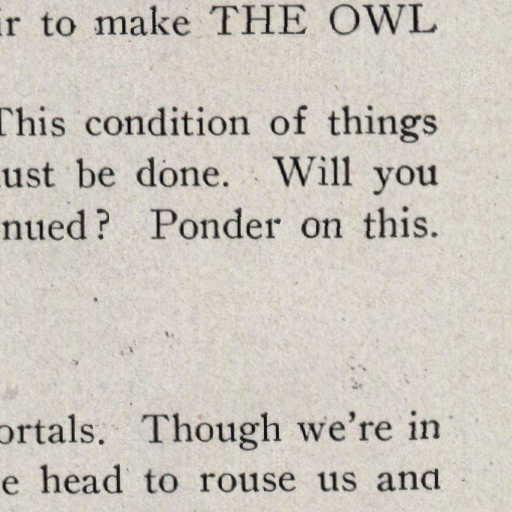 ir to make THE OWL
This condition of things
ust be done. Will you
nued? Ponder on this.
ortals. Though we're in
e head to rouse us and